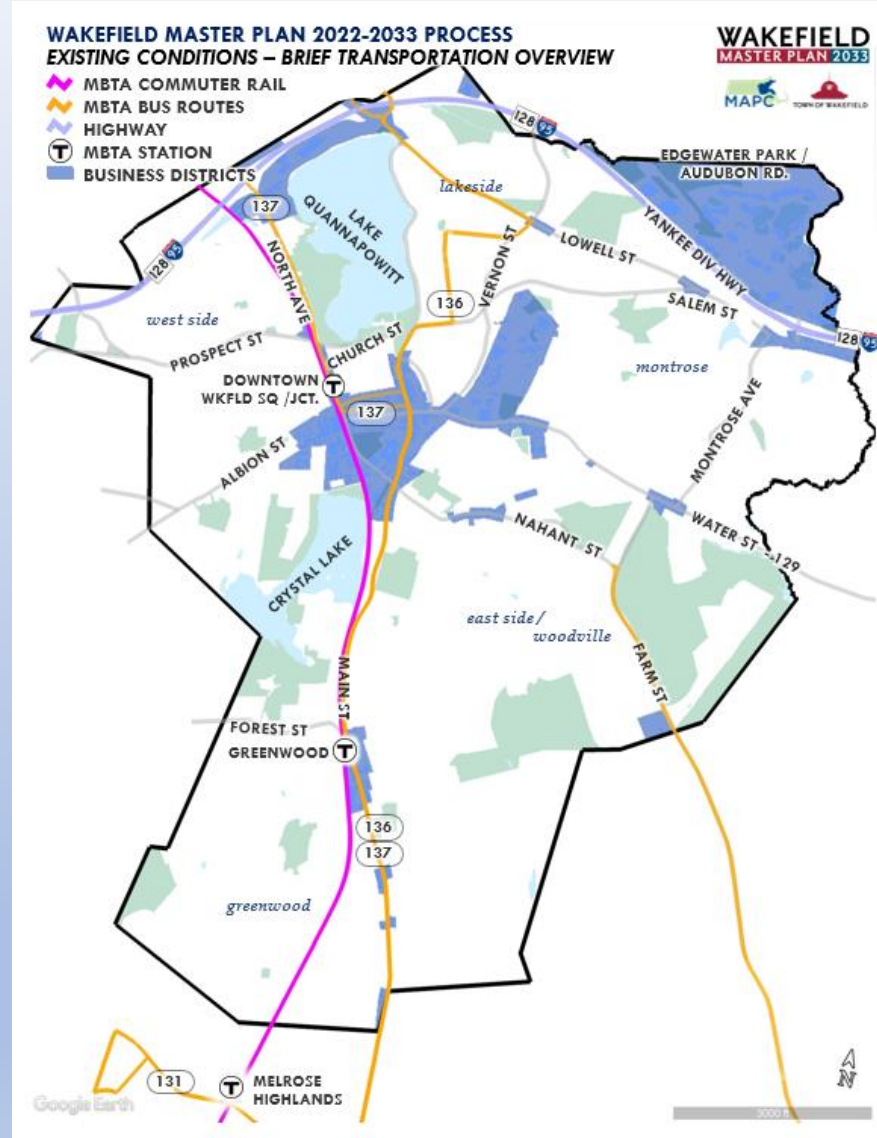 WAKEFIELD MASTER PLAN 2022-2033 PROCESS
EXISTING CONDITIONS – BRIEF TRANSPORTATION OVERVIEW
WAKEFIELD
MASTER PLAN 2033
MAPC
TOWN OF WAKEFIELD
MBTA COMMUTER RAIL
MBTA BUS ROUTES
HIGHWAY
T MBTA STATION
BUSINESS DISTRICTS
128 95
EDGEWATER PARK /
AUDUBON RD.
lakeside
137
LAKE
QUANNAPOWITT
YANKEE DIV HWY
LOWELL ST
VERNON ST
128 95
NORTH AVE
136
SALEM ST
west side
128 95
PROSPECT ST
CHURCH ST
montrose
DOWNTOWN
WKFLD SQ /JCT.
T
137
MONTROSE AVE
ALBION ST
NAHANT ST
WATER ST - 129
CRYSTAL LAKE
east side/
woodville
MAIN ST
FARM ST
FOREST ST
GREENWOOD T
136
137
greenwood
131
T MELROSE
HIGHLANDS
N
Google Earth
3000 ft